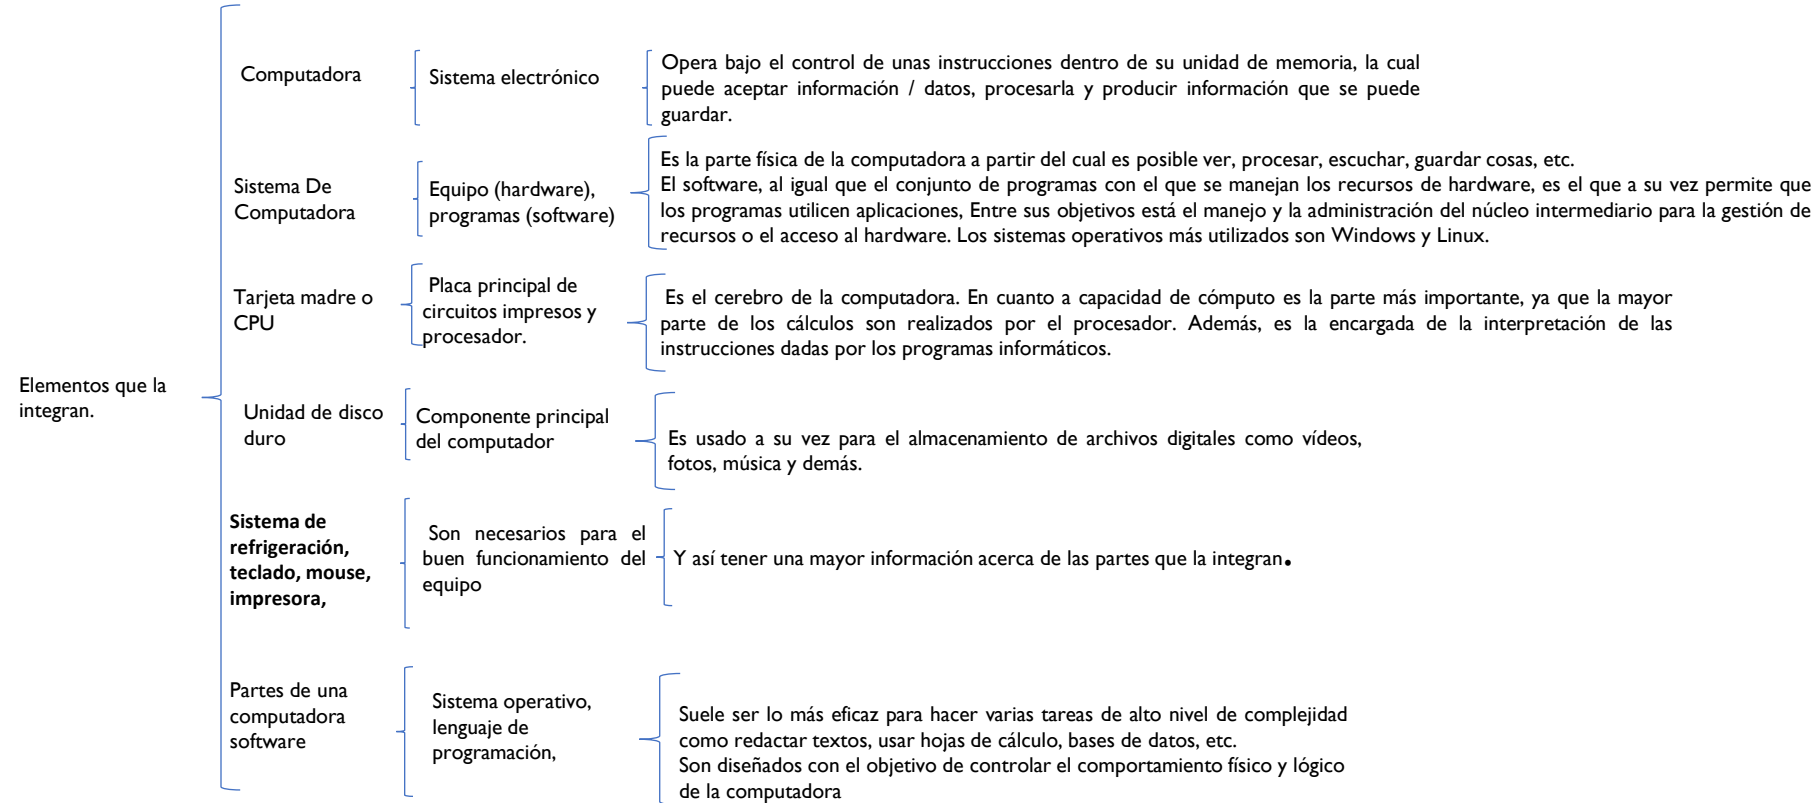 Elementos que la
integran.
Computadora
Sistema electrónico
Opera bajo el control de unas instrucciones dentro de su unidad de memoria, la cual
puede aceptar información / datos, procesarla y producir información que se puede
guardar.
Sistema De
Computadora
Equipo (hardware),
programas (software)
Es la parte física de la computadora a partir del cual es posible ver, procesar, escuchar, guardar cosas, etc.
El software, al igual que el conjunto de programas con el que se manejan los recursos de hardware, es el que a su vez permite que
los programas utilicen aplicaciones, Entre sus objetivos está el manejo y la administración del núcleo intermediario para la gestión de
recursos o el acceso al hardware. Los sistemas operativos más utilizados son Windows y Linux.
Tarjeta madre o
CPU
Placa principal de
circuitos impresos y
procesador.
Es el cerebro de la computadora. En cuanto a capacidad de cómputo es la parte más importante, ya que la mayor
parte de los cálculos son realizados por el procesador. Además, es la encargada de la interpretación de las
instrucciones dadas por los programas informáticos.
Unidad de disco
duro
Componente principal
del computador
Es usado a su vez para el almacenamiento de archivos digitales como vídeos,
fotos, música y demás.
Sistema de
refrigeración,
teclado, mouse,
impresora,
Son necesarios para el
buen funcionamiento del
equipo
Y así tener una mayor información acerca de las partes que la integran.
Partes de una
computadora
software
Sistema operativo,
lenguaje de
programación,
Suele ser lo más eficaz para hacer varias tareas de alto nivel de complejidad
como redactar textos, usar hojas de cálculo, bases de datos, etc.
Son diseñados con el objetivo de controlar el comportamiento físico y lógico
de la computadora